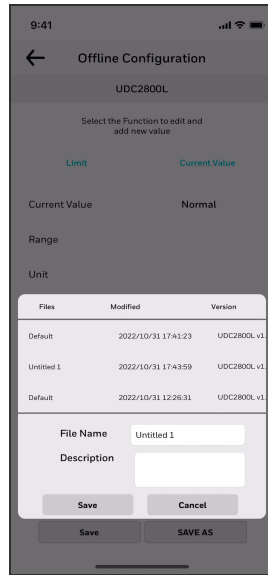 9:41
Offline Configuration
UDC2800L
Select the Function to edit and
add new value
Limit Current Value
Current Value Normal
Range
Unit
Files Modified Version
Default 2022/10/31 17:41:23 UDC2800L v1.
Untitled 1 2022/10/31 17:43:59 UDC2800L v1.
Default 2022/10/31 12:26:31 UDC2800L v1.
File Name Untitled 1
Description
Save Cancel
Save SAVE AS